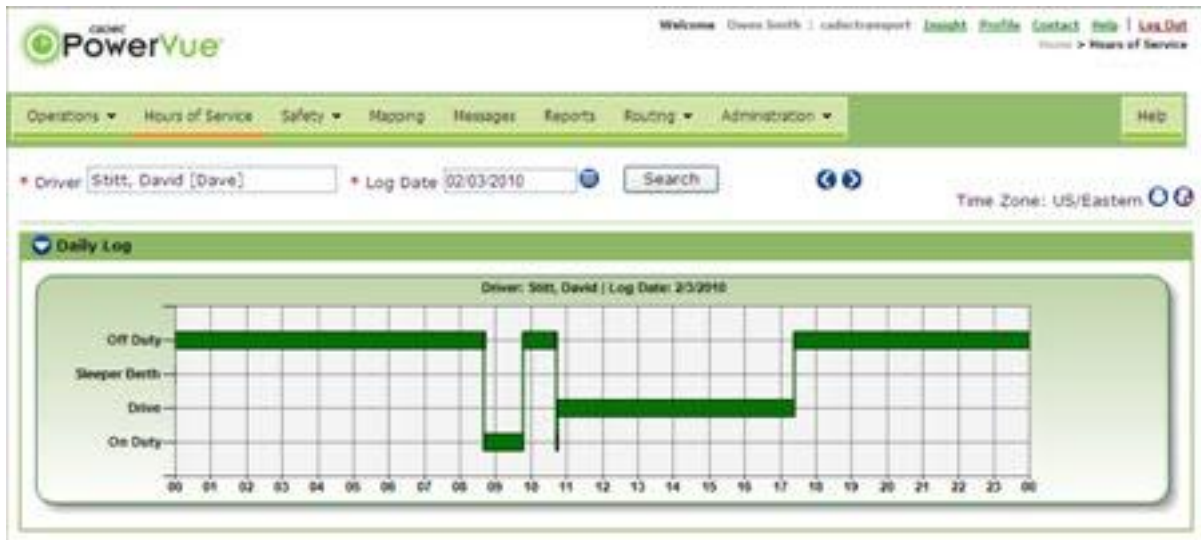 CADEC
PowerVue
Welcome Owen Smith | cadectransport Insight Profile Contact Help | Log Out
Home > Hours of Service
Operations Hours of Service Safety Mapping Messages Reports Routing Administration Help
* Driver Stitt, David [Dave] * Log Date 02/03/2010 Search
Time Zone: US/Eastern
Daily Log
Driver: Stitt, David | Log Date: 2/3/2010
Off Duty
Sleeper Berth
Drive
On Duty
00 01 02 03 04 05 06 07 08 09 10 11 12 13 14 15 16 17 18 19 20 21 22 23 00